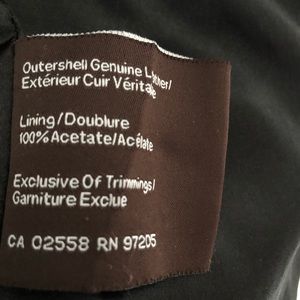 Outershell Genuine Leather/
Extérieur Cuir Véritable
Lining/Doublure
100% Acetate/Acétate
Exclusive Of Trimmings/
Garniture Exclue
CA 02558 RN 97205